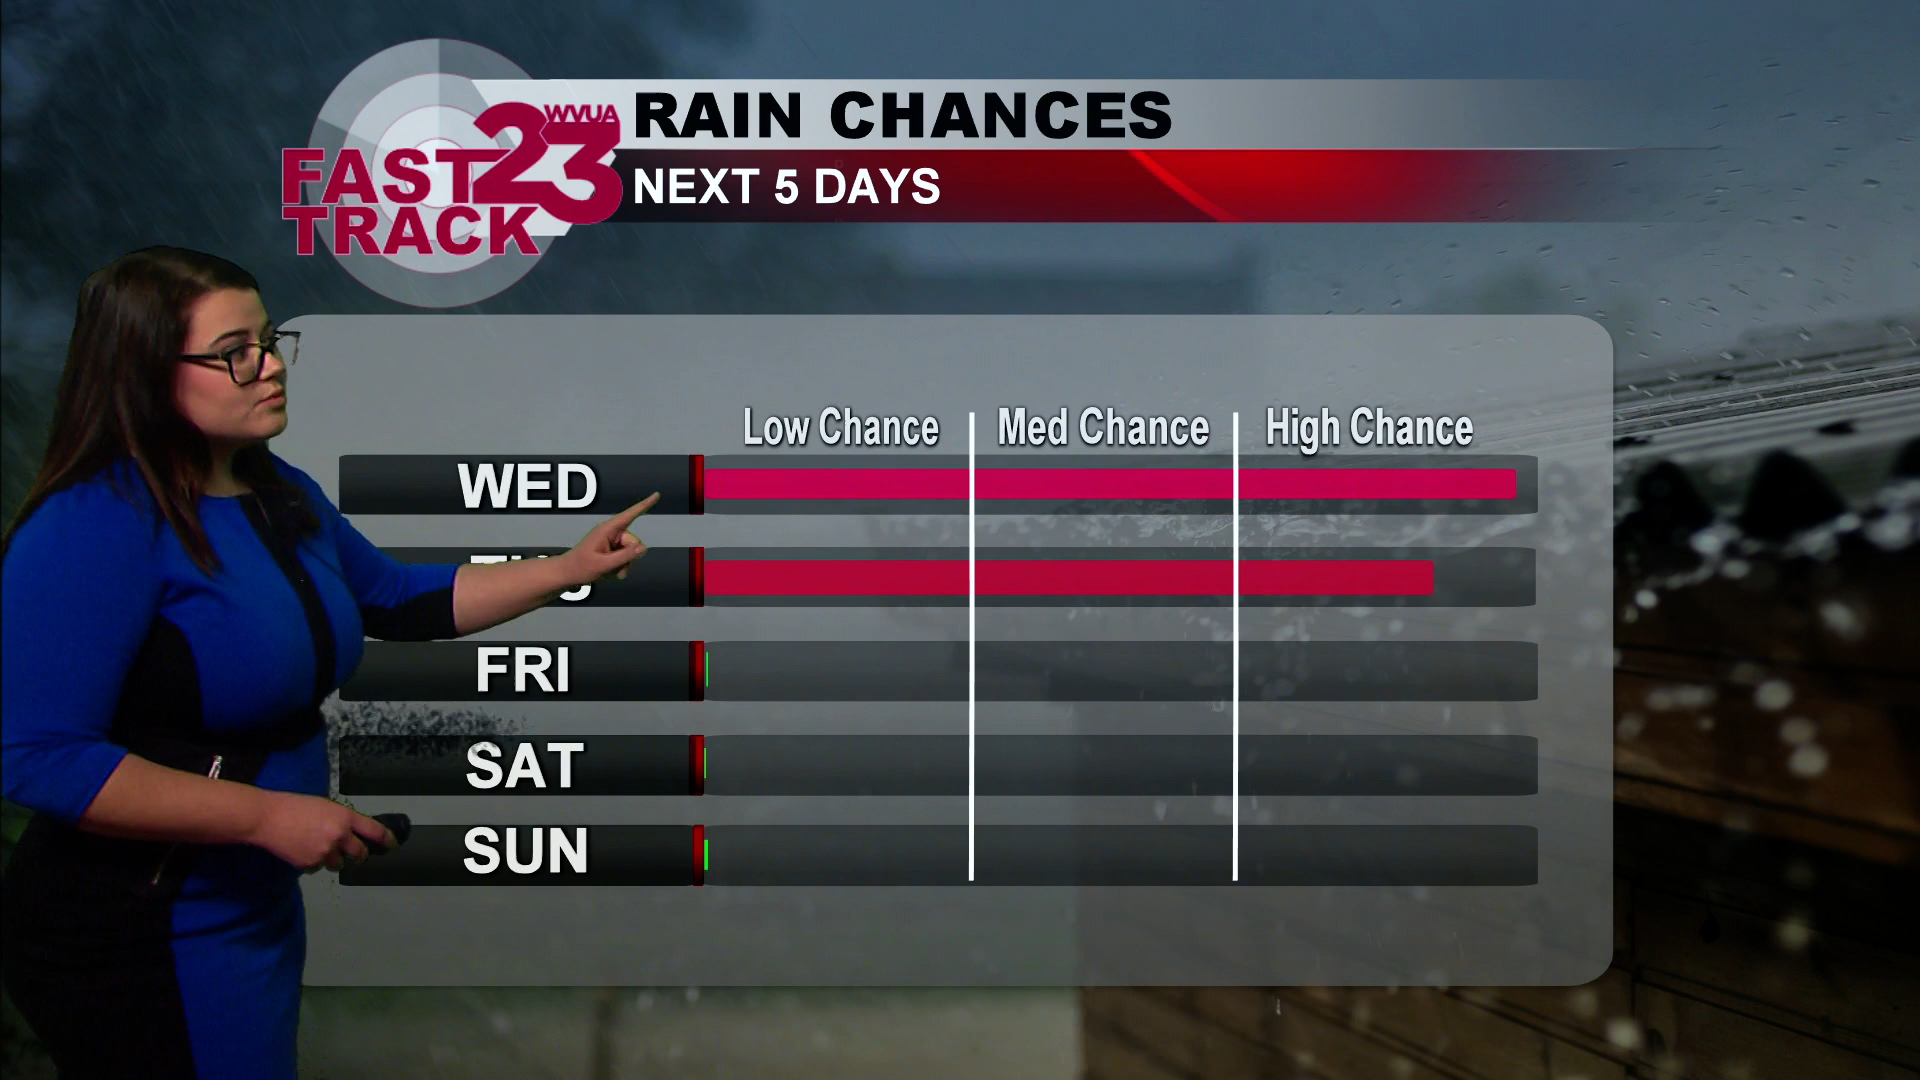 WVUA
23
FAST
TRACK
RAIN CHANCES
NEXT 5 DAYS
Low Chance
Med Chance
High Chance
WED
FRI
SAT
SUN